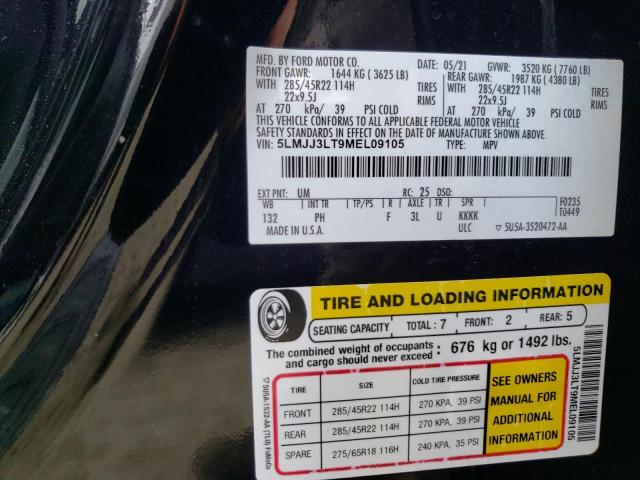 MFD. BY FORD MOTOR CO.
DATE: 05/21 GVWR: 3520 KG ( 7760 LB)
FRONT GAWR: 1644 KG ( 3625 LB) REAR GAWR: 1987 KG ( 4380 LB)
WITH 285/45R22 114H TIRES WITH 285/45R22 114H TIRES
22x9.5J RIMS 22x9.5J RIMS
AT 270 kPa/ 39 PSI COLD AT 270 kPa/ 39 PSI COLD
THIS VEHICLE CONFORMS TO ALL APPLICABLE FEDERAL MOTOR VEHICLE
SAFETY STANDARDS IN EFFECT ON THE DATE OF MANUFACTURE SHOWN ABOVE.
VIN: 5LMJJ3LT9MEL09105 TYPE: MPV
EXT PNT: UM RC: 25 DSO:
WB INT TR TP/PS R AXLE TR SPR F0235
132 PH F 3L U KKKK T0449
MADE IN U.S.A. ULC ▽ 5U5A-3520472-AA
TIRE AND LOADING INFORMATION
SEATING CAPACITY TOTAL : 7 FRONT: 2 REAR: 5
The combined weight of occupants and cargo should never exceed : 676 kg or 1492 lbs.
TIRE SIZE COLD TIRE PRESSURE
FRONT 285/45R22 114H 270 KPA, 39 PSI
REAR 285/45R22 114H 270 KPA, 39 PSI
SPARE 275/65R18 116H 240 KPA, 35 PSI
SEE OWNERS
MANUAL FOR
ADDITIONAL
INFORMATION
5LMJJ3LT9MEL09105
▽ 5U5A-1532-AA (TLU) FoMoCo